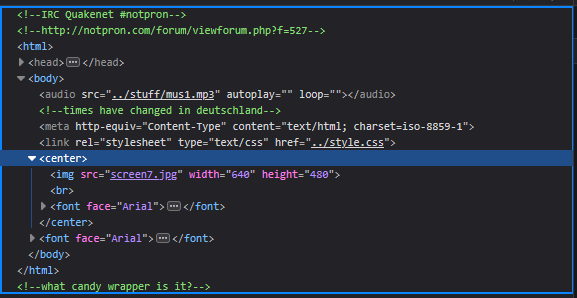 <!--IRC Quakenet #notpron-->
<!--http://notpron.com/forum/viewforum.php?f=527-->
<html>
<head>···</head>
<body>
<audio src="../stuff/mus1.mp3" autoplay="" loop=""></audio>
<!--times have changed in deutschland-->
<meta http-equiv="Content-Type" content="text/html; charset=iso-8859-1">
<link rel="stylesheet" type="text/css" href="../style.css">
<center>
<img src="screen7.jpg" width="640" height="480">
<br>
<font face="Arial">···</font>
</center>
<font face="Arial">···</font>
</body>
</html>
<!--what candy wrapper is it?-->